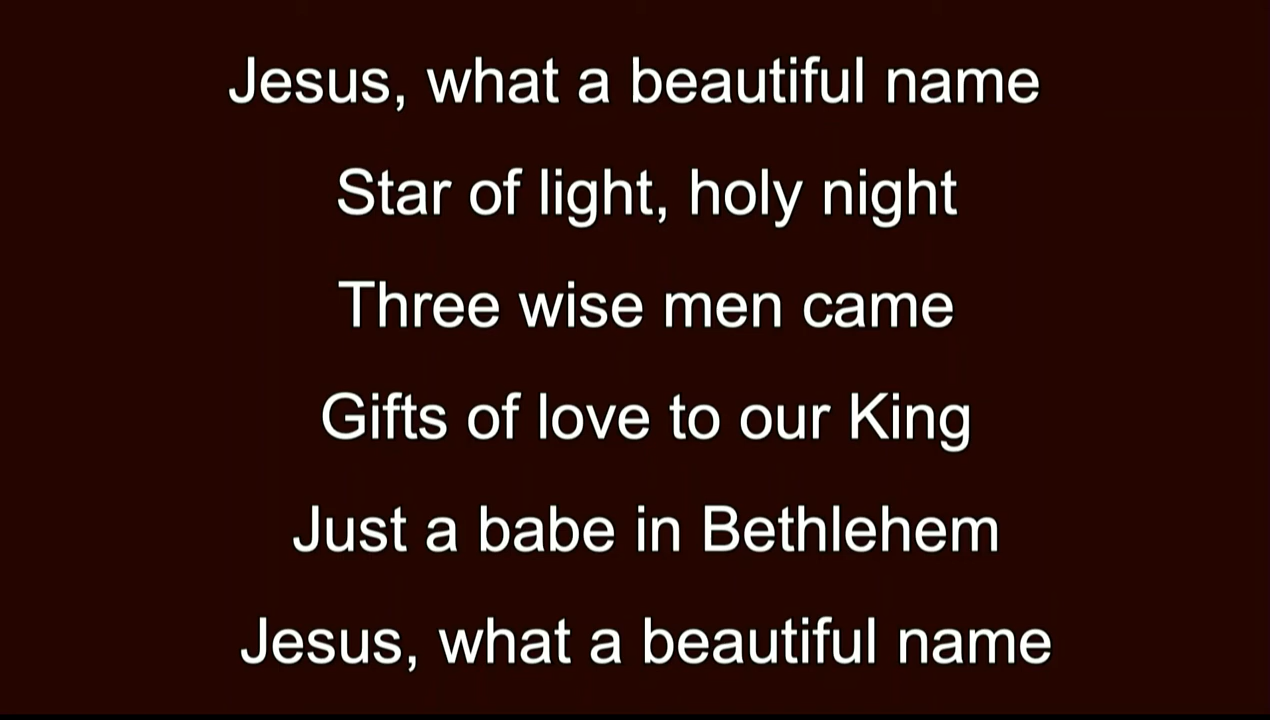 Jesus, what a beautiful name
Star of light, holy night
Three wise men came
Gifts of love to our King
Just a babe in Bethlehem
Jesus, what a beautiful name